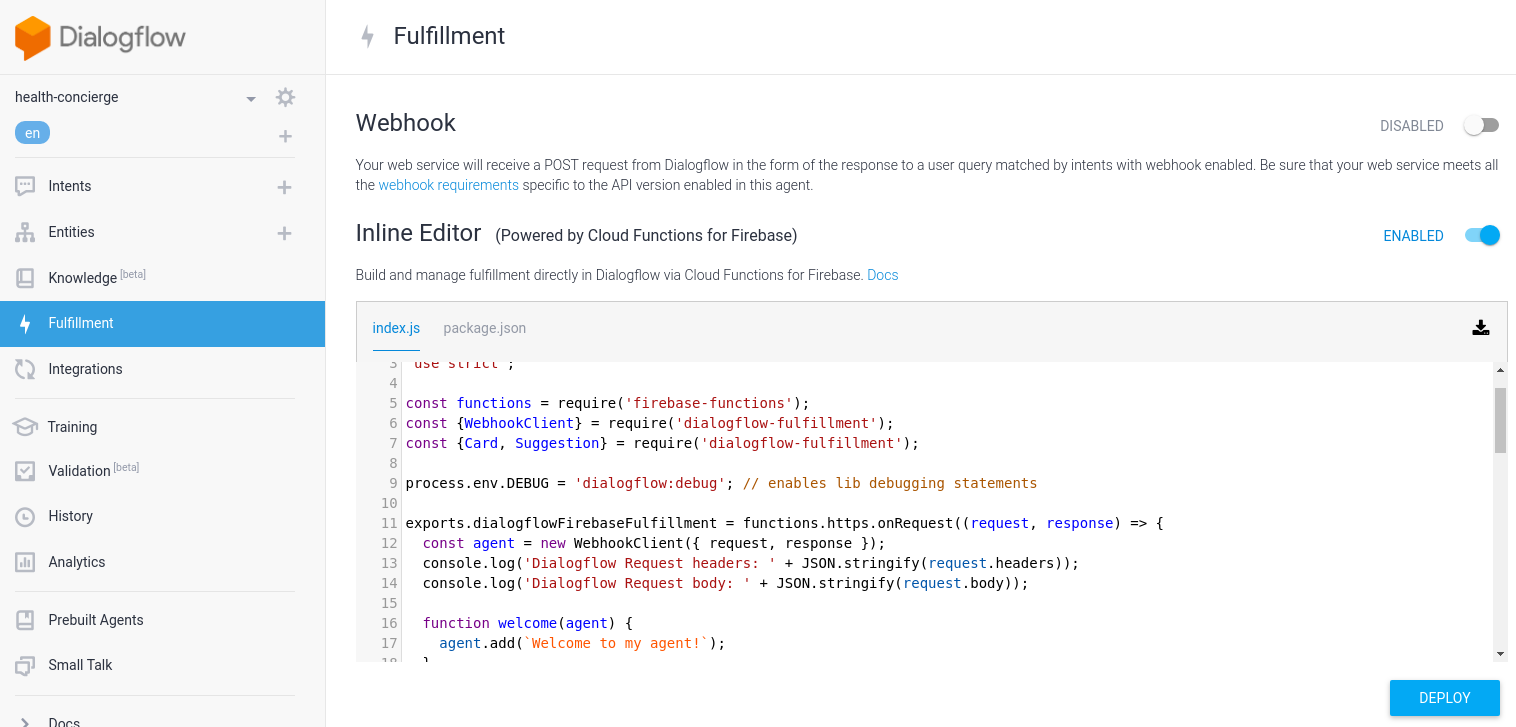 Dialogflow
health-concierge
en
Intents
Entities
Knowledge [beta]
Fulfillment
Integrations
Training
Validation [beta]
History
Analytics
Prebuilt Agents
Small Talk
Docs
Fulfillment
Webhook
DISABLED
Your web service will receive a POST request from Dialogflow in the form of the response to a user query matched by intents with webhook enabled. Be sure that your web service meets all
the webhook requirements specific to the API version enabled in this agent.
Inline Editor (Powered by Cloud Functions for Firebase)
ENABLED
Build and manage fulfillment directly in Dialogflow via Cloud Functions for Firebase. Docs
index.js package.json
3 'use strict';
4
5 const functions = require('firebase-functions');
6 const {WebhookClient} = require('dialogflow-fulfillment');
7 const {Card, Suggestion} = require('dialogflow-fulfillment');
8
9 process.env.DEBUG = 'dialogflow:debug'; // enables lib debugging statements
10
11 exports.dialogflowFirebaseFulfillment = functions.https.onRequest((request, response) => {
12 const agent = new WebhookClient({ request, response });
13 console.log('Dialogflow Request headers: ' + JSON.stringify(request.headers));
14 console.log('Dialogflow Request body: ' + JSON.stringify(request.body));
15
16 function welcome(agent) {
17 agent.add(`Welcome to my agent!`);
18 }
DEPLOY